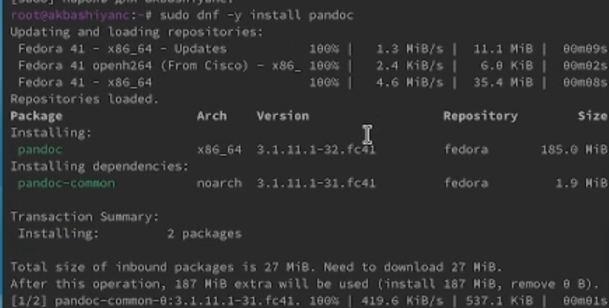 root@akbashiyanc:~# sudo dnf -y install pandoc
Updating and loading repositories:
Fedora 41 - x86_64 - Updates 100% | 1.3 MiB/s | 11.1 MiB | 00m09s
Fedora 41 openh264 (From Cisco) - x86_ 100% | 2.4 KiB/s | 6.0 KiB | 00m02s
Fedora 41 - x86_64 100% | 4.6 MiB/s | 35.4 MiB | 00m08s
Repositories loaded.
Package Arch Version Repository Size
Installing:
pandoc x86_64 3.1.11.1-32.fc41 fedora 185.0 MiB
Installing dependencies:
pandoc-common noarch 3.1.11.1-31.fc41 fedora 1.9 MiB
Transaction Summary:
Installing: 2 packages
Total size of inbound packages is 27 MiB. Need to download 27 MiB.
After this operation, 187 MiB extra will be used (install 187 MiB, remove 0 B).
[1/2] pandoc-common-0:3.1.11.1-31.fc41. 100% | 419.6 KiB/s | 537.1 KiB | 00m01s